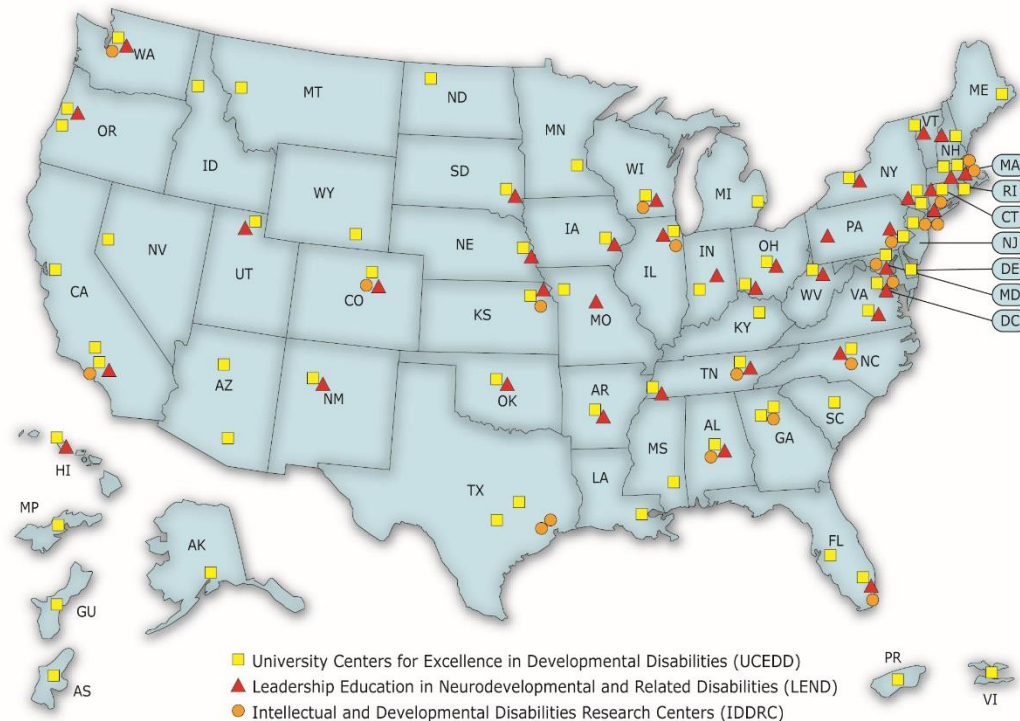 WA
MT
ND
ME
VT
MN
OR
NH
MA
ID
SD
WI
NY
RI
WY
MI
CT
IA
PA
NE
NJ
NV
OH
IN
IL
DE
UT
CA
CO
WV
VA
MD
KS
MO
DC
KY
NC
TN
AZ
OK
AR
NM
SC
AL
GA
MS
HI
LA
TX
MP
FL
AK
GU
PR
University Centers for Excellence in Developmental Disabilities (UCEDD)
Leadership Education in Neurodevelopmental and Related Disabilities (LEND)
AS
VI
Intellectual and Developmental Disabilities Research Centers (IDDRC)